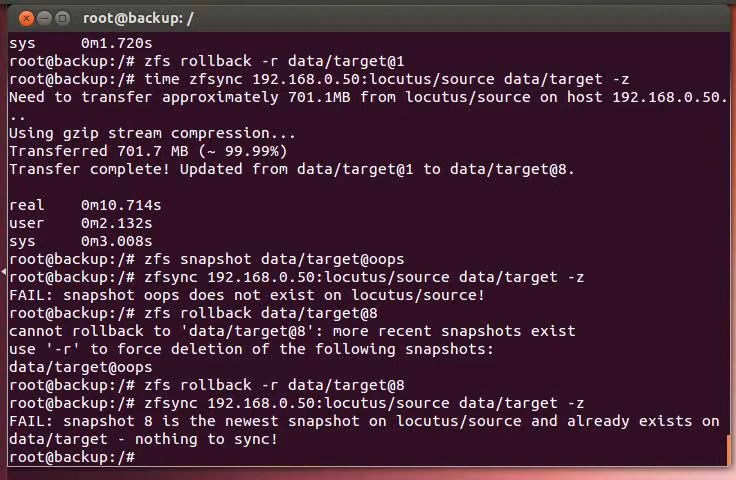 root@backup: /
sys     0m1.720s
root@backup:/# zfs rollback -r data/target@1
root@backup:/# time zfsync 192.168.0.50:locutus/source data/target -z
Need to transfer approximately 701.1MB from locutus/source on host 192.168.0.50.
..
Using gzip stream compression...
Transferred 701.7 MB (~ 99.99%)
Transfer complete! Updated from data/target@1 to data/target@8.
real    0m10.714s
user    0m2.132s
sys     0m3.008s
root@backup:/# zfs snapshot data/target@oops
root@backup:/# zfsync 192.168.0.50:locutus/source data/target -z
FAIL: snapshot oops does not exist on locutus/source!
root@backup:/# zfs rollback data/target@8
cannot rollback to 'data/target@8': more recent snapshots exist
use '-r' to force deletion of the following snapshots:
data/target@oops
root@backup:/# zfs rollback -r data/target@8
root@backup:/# zfsync 192.168.0.50:locutus/source data/target -z
FAIL: snapshot 8 is the newest snapshot on locutus/source and already exists on
data/target - nothing to sync!
root@backup:/#